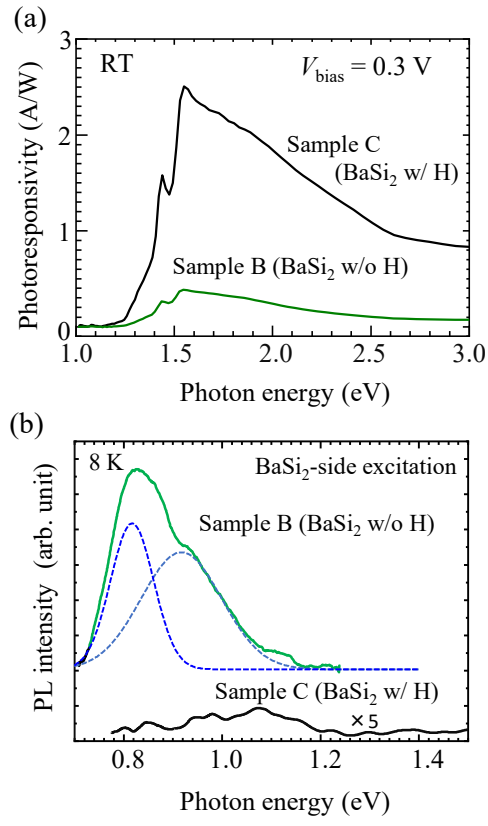 (a)
3
2
1
0
Photoresponsivity (A/W)
RT
V_bias = 0.3 V
Sample C
(BaSi₂ w/ H)
Sample B (BaSi₂ w/o H)
1.0 1.5 2.0 2.5 3.0
Photon energy (eV)
(b)
PL intensity (arb. unit)
8 K
BaSi₂-side excitation
Sample B (BaSi₂ w/o H)
Sample C (BaSi₂ w/ H)
×5
0.8 1.0 1.2 1.4
Photon energy (eV)